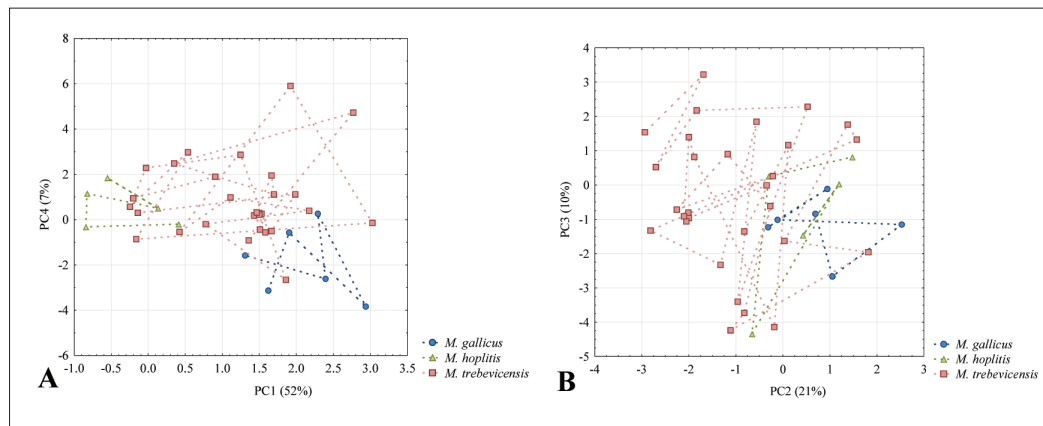 6
4
2
0
-2
-4
-6
PC4 (7%)
-1.0 -0.5 0.0 0.5 1.0 1.5 2.0 2.5 3.0 3.5
PC1 (52%)
A
M. gallicus
M. hoplitis
M. trebevicensis
4
3
2
1
0
-1
-2
-3
-4
-5
PC3 (10%)
-4 -3 -2 -1 0 1 2 3
PC2 (21%)
B
M. gallicus
M. hoplitis
M. trebevicensis